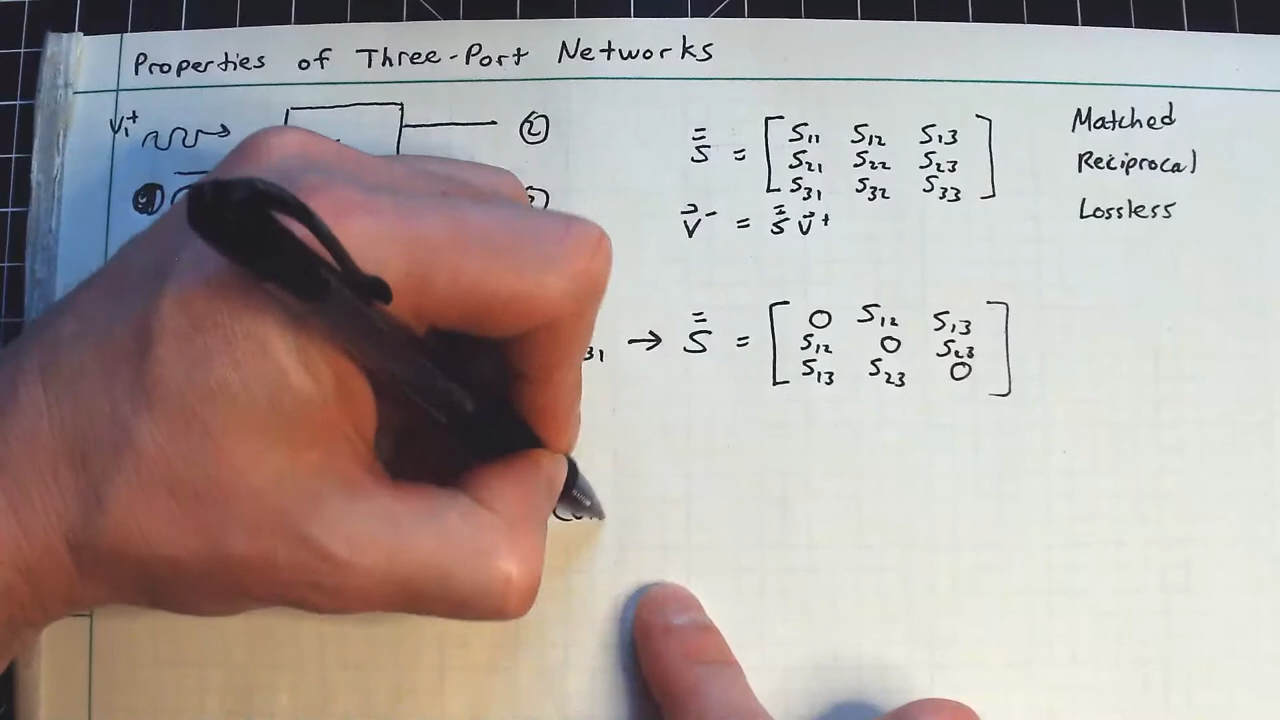 Properties of Three-Port Networks
V₁⁺ ②
S̿ = [ S₁₁ S₁₂ S₁₃
S₂₁ S₂₂ S₂₃
S₃₁ S₃₂ S₃₃ ]
V⃗⁻ = S̿ V⃗⁺
Matched
Reciprocal
Lossless
₃₁ → S̿ = [ 0 S₁₂ S₁₃
S₁₂ 0 S₂₃
S₁₃ S₂₃ 0 ]